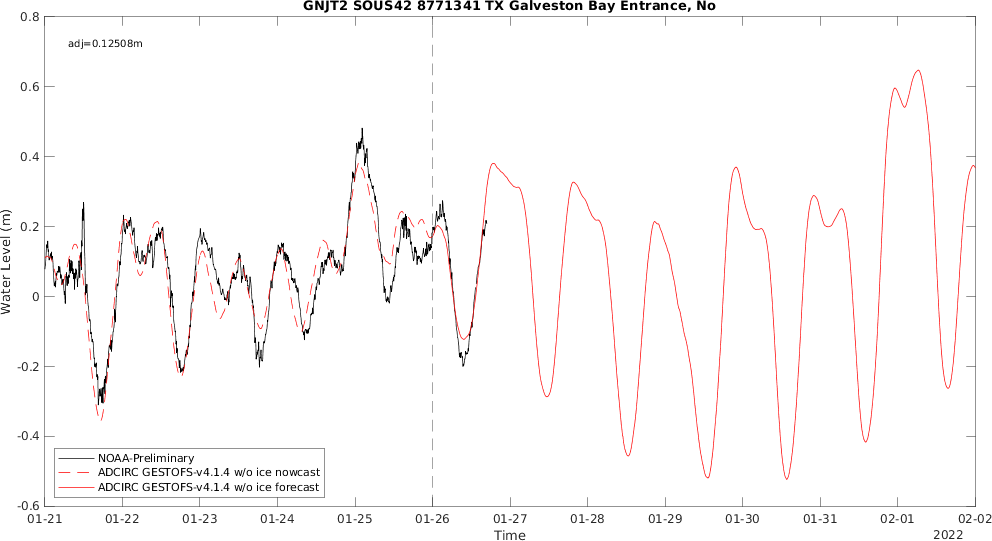 GNJT2 SOUS42 8771341 TX Galveston Bay Entrance, No
adj=0.12508m
0.8
0.6
0.4
0.2
0
-0.2
-0.4
-0.6
Water Level (m)
NOAA-Preliminary
ADCIRC GESTOFS-v4.1.4 w/o ice nowcast
ADCIRC GESTOFS-v4.1.4 w/o ice forecast
01-21 01-22 01-23 01-24 01-25 01-26 01-27 01-28 01-29 01-30 01-31 02-01 02-02
Time
2022